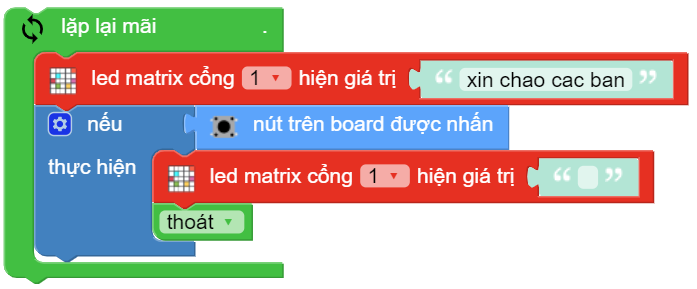 lặp lại mãi .
led matrix cổng 1 hiện giá trị “ xin chao cac ban ”
nếu nút trên board được nhấn
thực hiện led matrix cổng 1 hiện giá trị “ ”
thoát